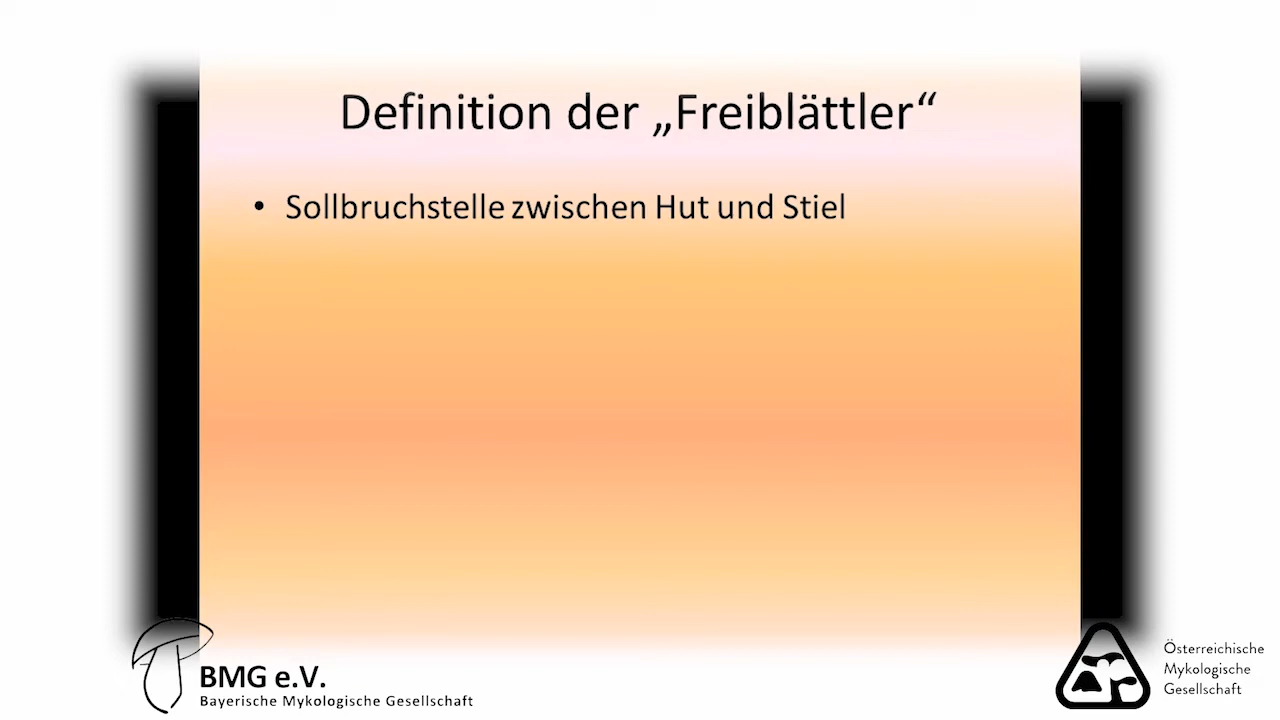 Definition der „Freiblättler“
• Sollbruchstelle zwischen Hut und Stiel
BMG e.V.
Bayerische Mykologische Gesellschaft
Österreichische
Mykologische
Gesellschaft